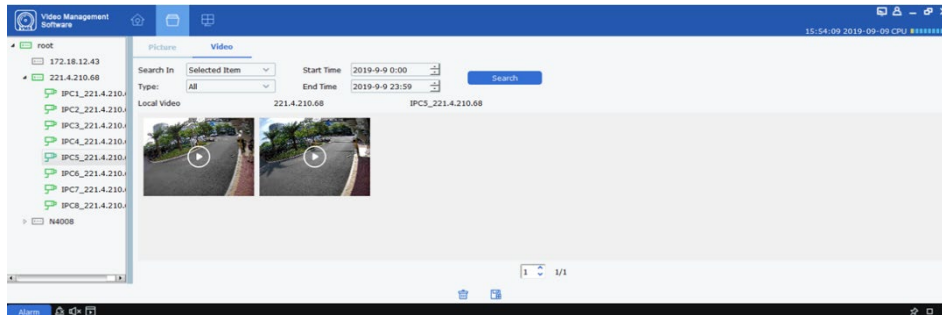 Video Management
Software
15:54:09 2019-09-09 CPU
root
172.18.12.43
221.4.210.68
IPC1_221.4.210.
IPC2_221.4.210.
IPC3_221.4.210.
IPC4_221.4.210.
IPC5_221.4.210.
IPC6_221.4.210.
IPC7_221.4.210.
IPC8_221.4.210.
N4008
Picture Video
Search In Selected Item Start Time 2019-9-9 0:00 Search
Type: All End Time 2019-9-9 23:59
Local Video 221.4.210.68 IPC5_221.4.210.68
1 1/1
Alarm